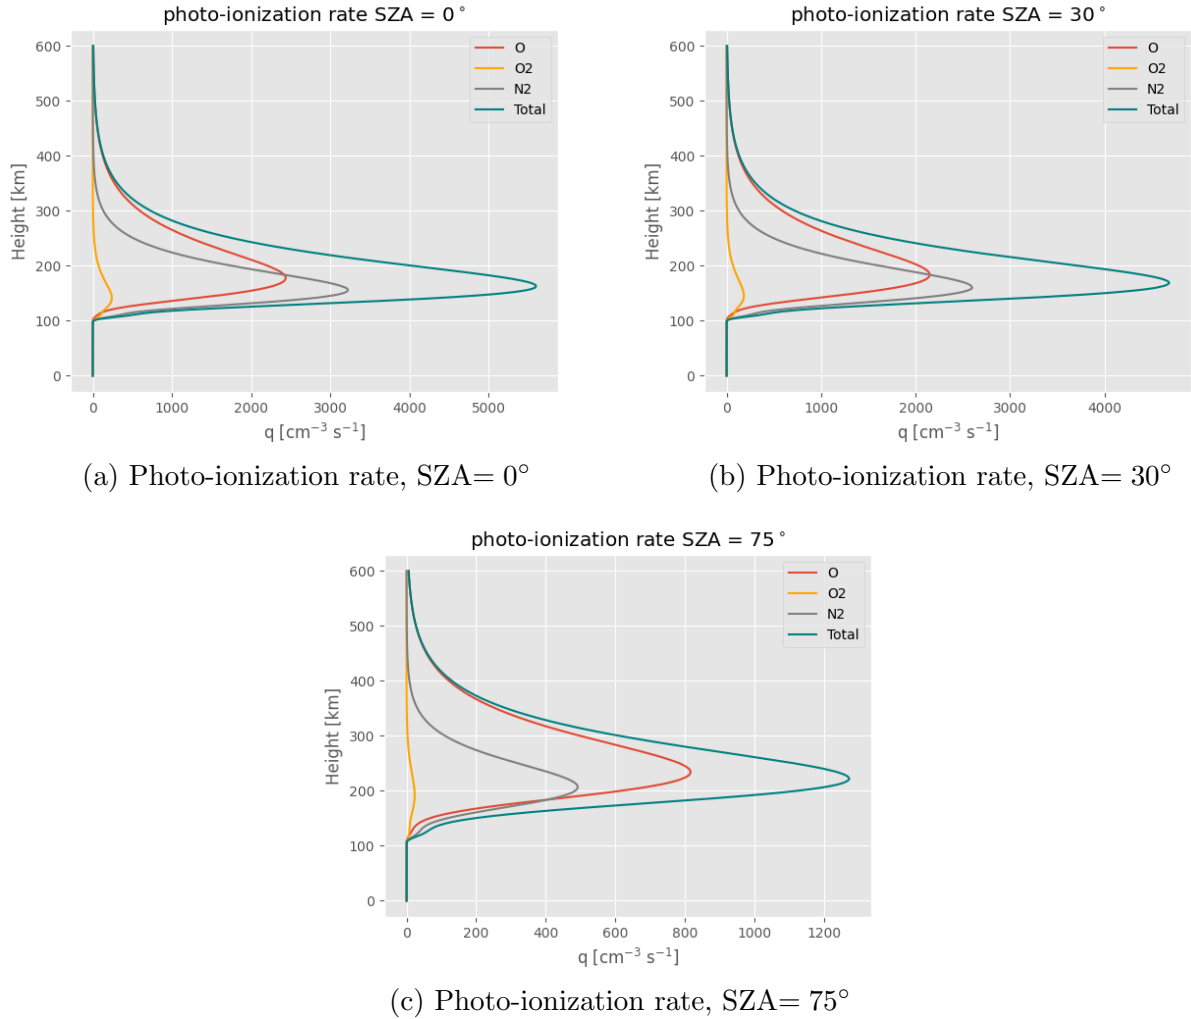 photo-ionization rate SZA = 0°
O
O2
N2
Total
600
500
400
300
200
100
0
Height [km]
0 1000 2000 3000 4000 5000
q [cm⁻³ s⁻¹]
(a) Photo-ionization rate, SZA= 0°
photo-ionization rate SZA = 30°
O
O2
N2
Total
600
500
400
300
200
100
0
Height [km]
0 1000 2000 3000 4000
q [cm⁻³ s⁻¹]
(b) Photo-ionization rate, SZA= 30°
photo-ionization rate SZA = 75°
O
O2
N2
Total
600
500
400
300
200
100
0
Height [km]
0 200 400 600 800 1000 1200
q [cm⁻³ s⁻¹]
(c) Photo-ionization rate, SZA= 75°